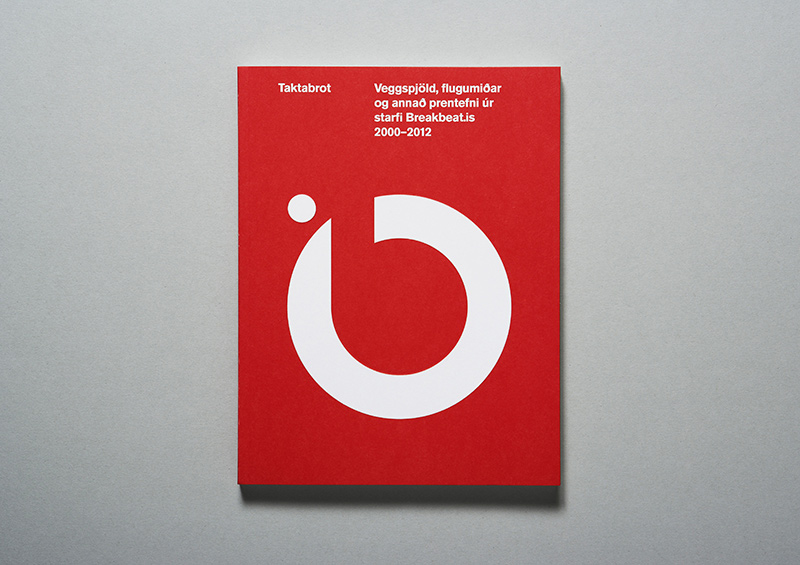 Taktabrot
Veggspjöld, flugumiðar
og annað prentefni úr
starfi Breakbeat.is
2000–2012